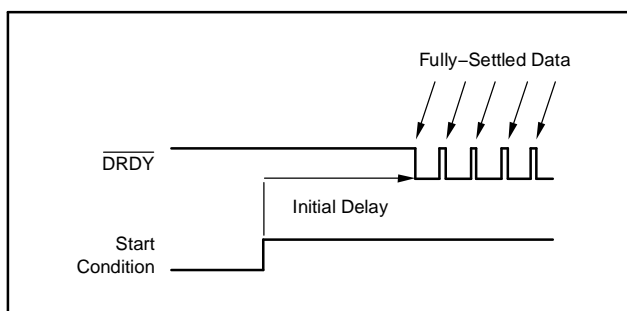 Fully−Settled Data
DRDY
Initial Delay
Start
Condition